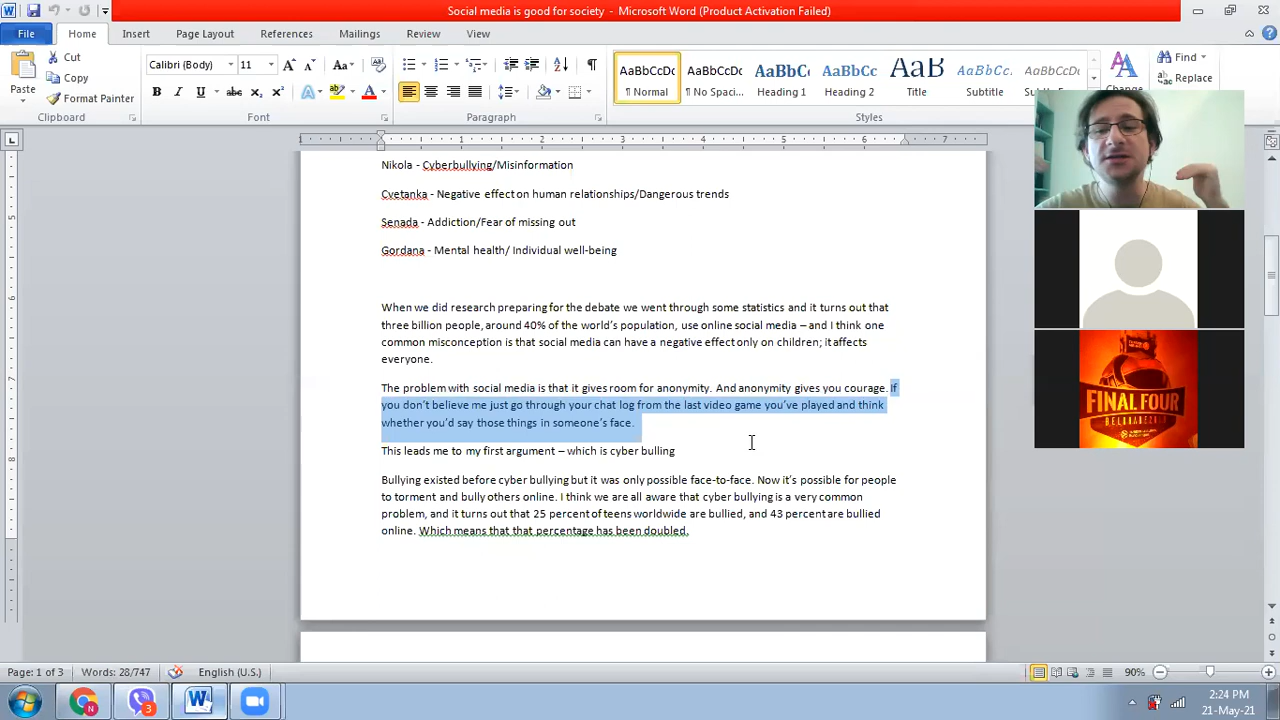 Social media is good for society - Microsoft Word (Product Activation Failed)
File Home Insert Page Layout References Mailings Review View
Paste
Cut
Copy
Format Painter
Clipboard
Calibri (Body) 11
Font
Paragraph
AaBbCcDc AaBbCcDc AaBbCc AaBbCc AaB AaBbCc. AaBbCcDc
¶ Normal ¶ No Spaci... Heading 1 Heading 2 Title Subtitle Subtle Em...
Styles
Change
Find
Replace
Nikola - Cyberbullying/Misinformation
Cvetanka - Negative effect on human relationships/Dangerous trends
Senada - Addiction/Fear of missing out
Gordana - Mental health/ Individual well-being
When we did research preparing for the debate we went through some statistics and it turns out that
three billion people, around 40% of the world's population, use online social media – and I think one
common misconception is that social media can have a negative effect only on children; it affects
everyone.
The problem with social media is that it gives room for anonymity. And anonymity gives you courage. If
you don't believe me just go through your chat log from the last video game you've played and think
whether you'd say those things in someone's face.
This leads me to my first argument – which is cyber bulling
Bullying existed before cyber bullying but it was only possible face-to-face. Now it's possible for people
to torment and bully others online. I think we are all aware that cyber bullying is a very common
problem, and it turns out that 25 percent of teens worldwide are bullied, and 43 percent are bullied
online. Which means that that percentage has been doubled.
FINAL FOUR
Page: 1 of 3 Words: 28/747 English (U.S.) 90%
3
2:24 PM
21-May-21